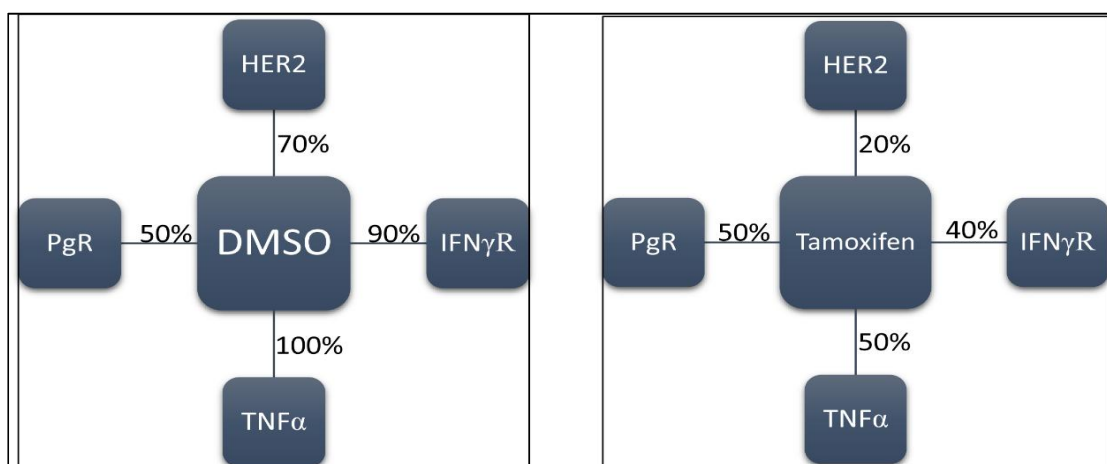 HER2
70%
PgR
50%
DMSO
90%
IFNγR
100%
TNFα
HER2
20%
PgR
50%
Tamoxifen
40%
IFNγR
50%
TNFα